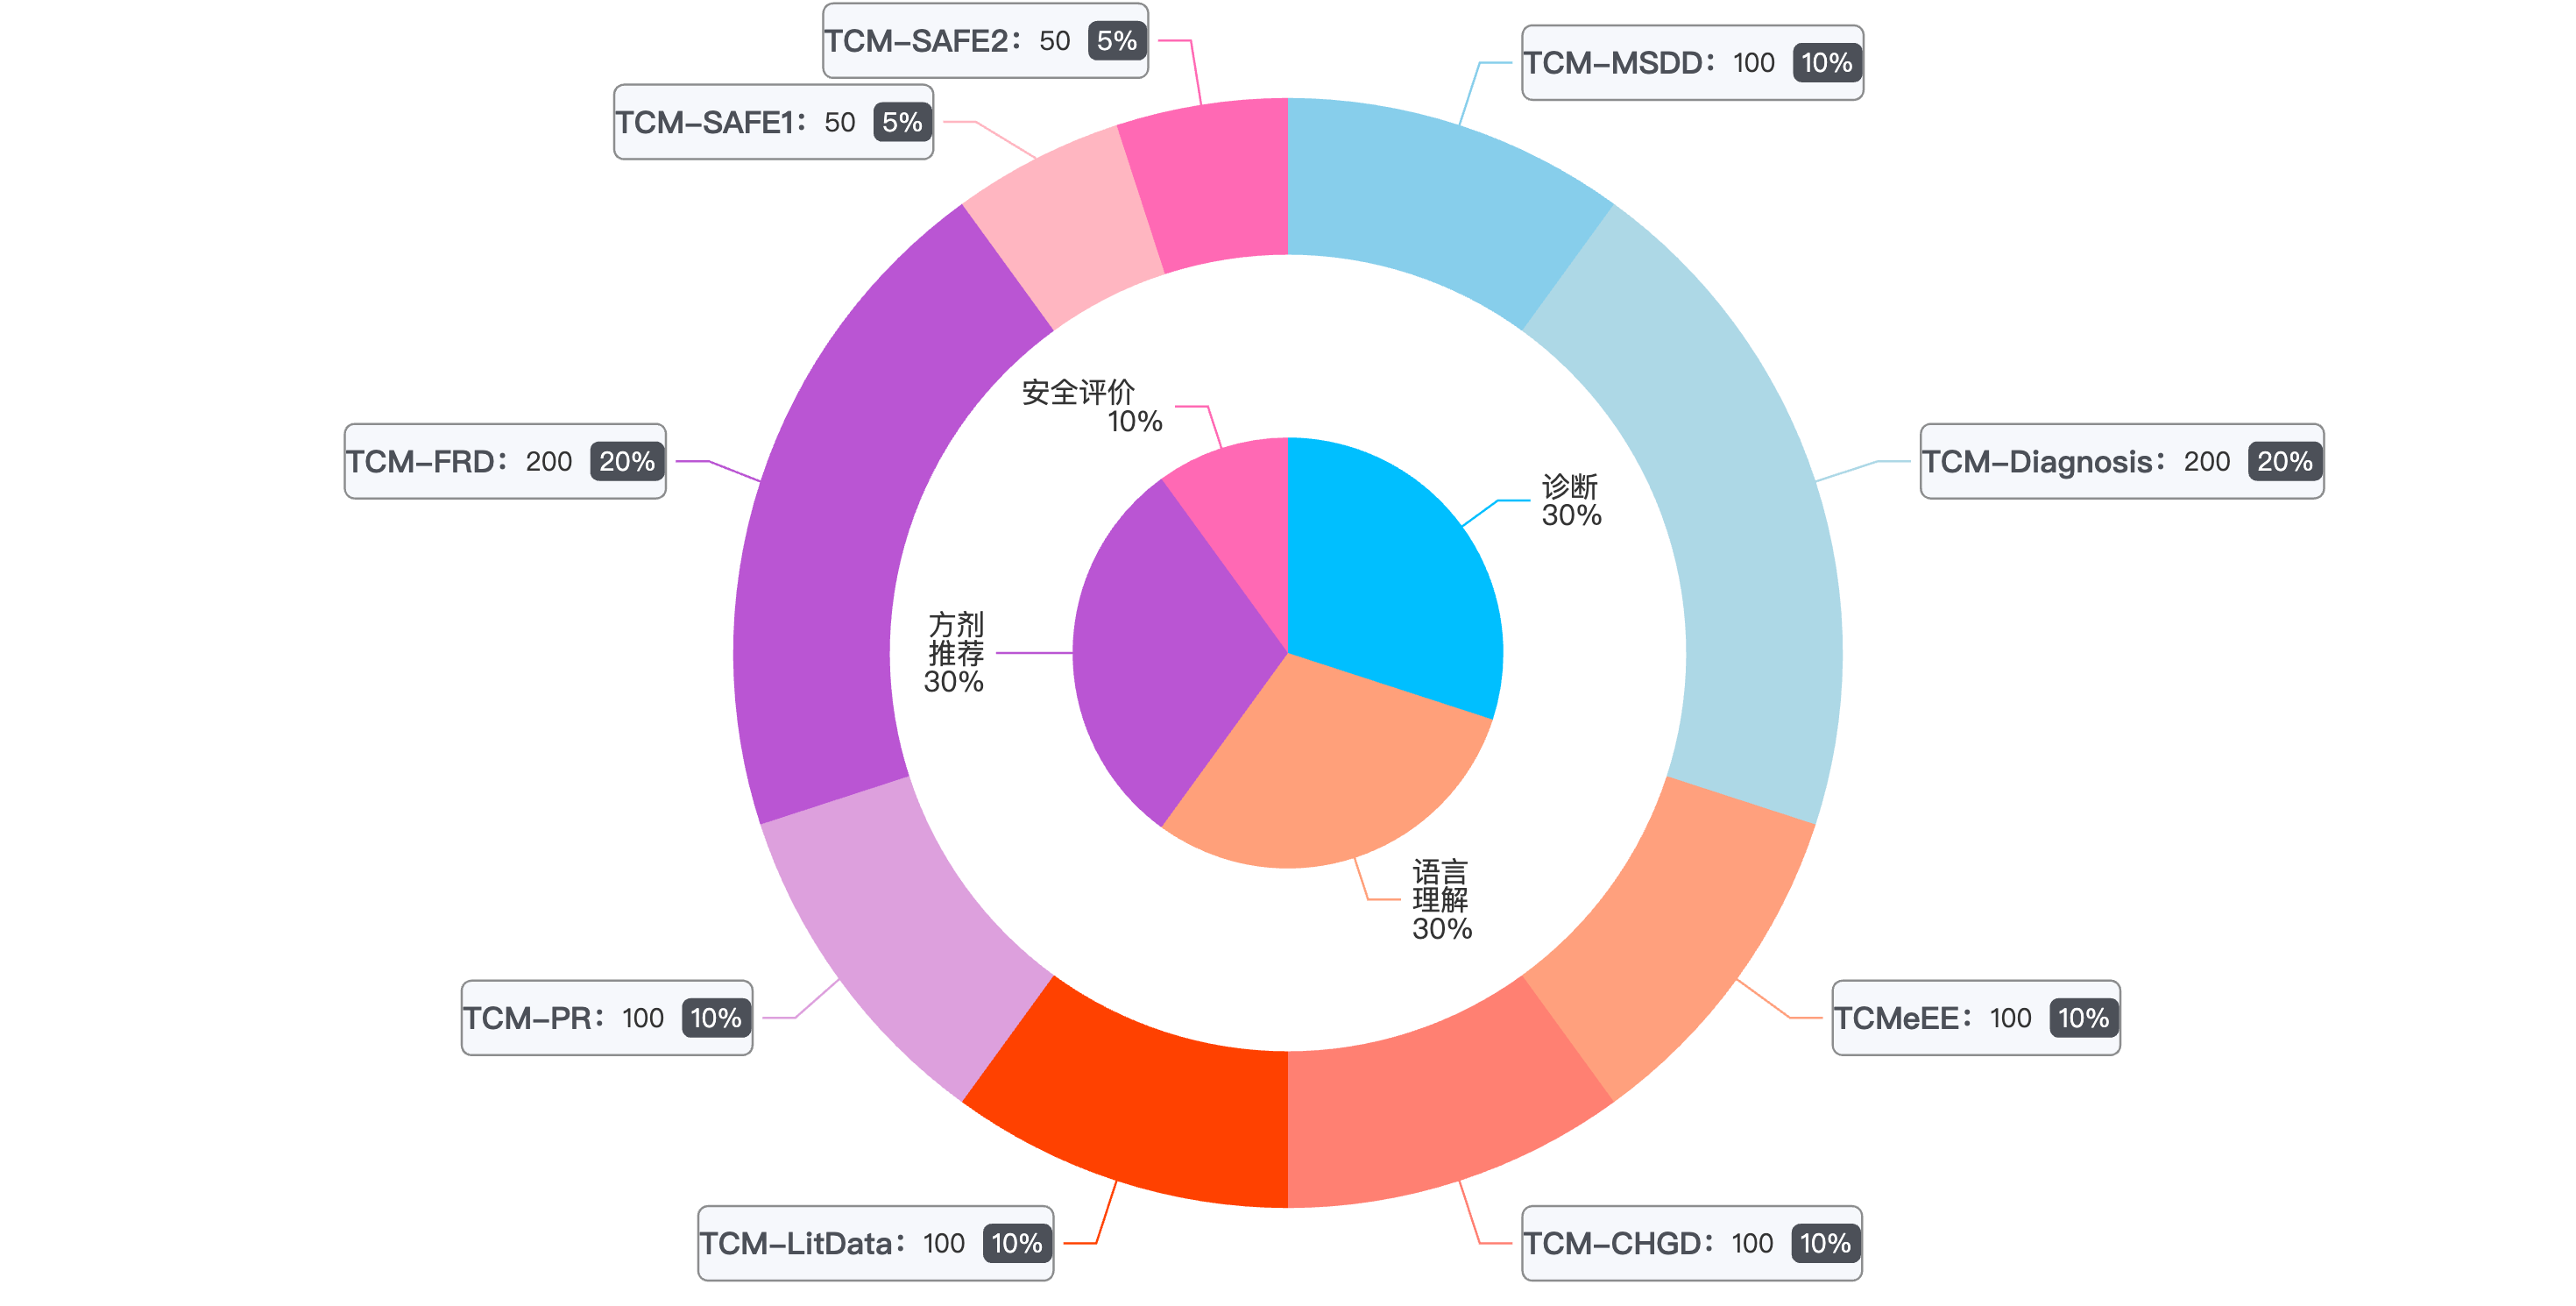 TCM-SAFE2: 50 5%
TCM-MSDD: 100 10%
TCM-SAFE1: 50 5%
安全评价
10%
TCM-FRD: 200 20%
TCM-Diagnosis: 200 20%
诊断
30%
方剂
推荐
30%
语言
理解
30%
TCM-PR: 100 10%
TCMeEE: 100 10%
TCM-LitData: 100 10%
TCM-CHGD: 100 10%